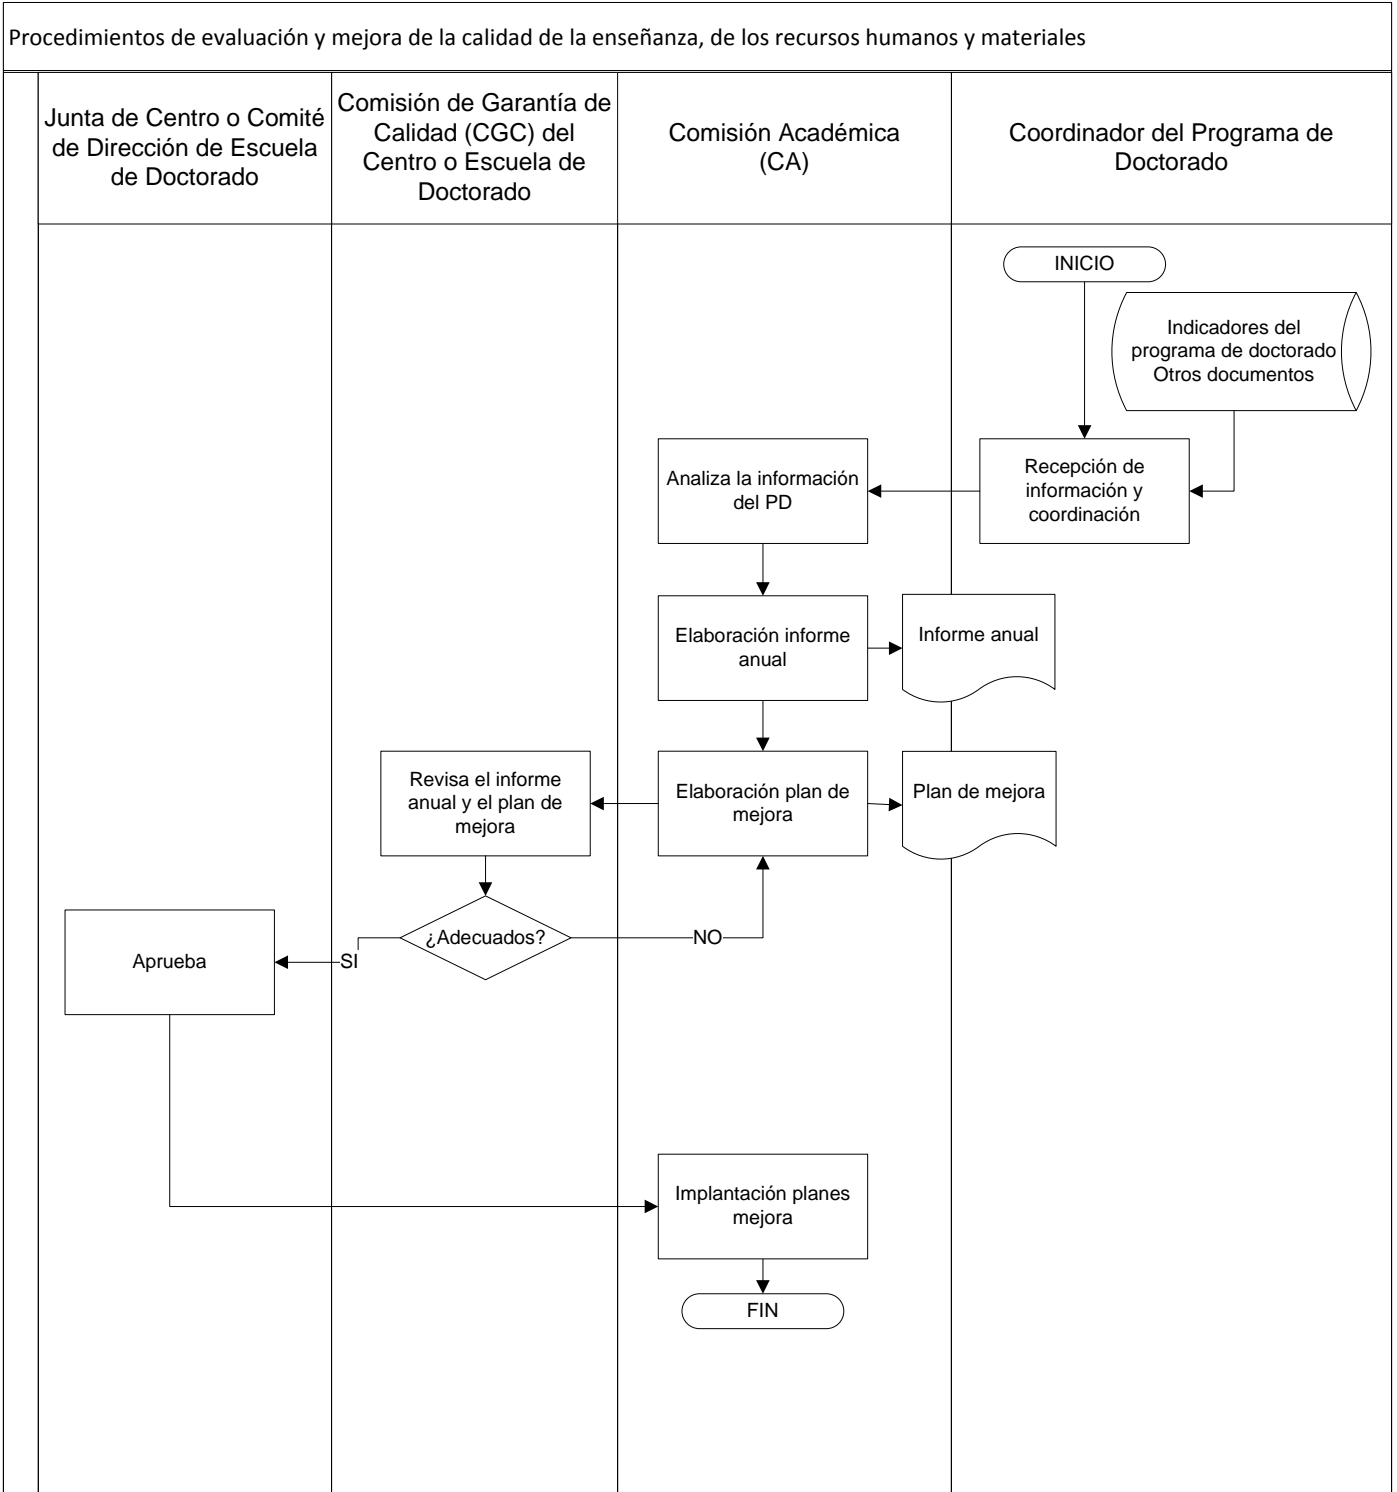 Procedimientos de evaluación y mejora de la calidad de la enseñanza, de los recursos humanos y materiales
Junta de Centro o Comité
de Dirección de Escuela
de Doctorado
Comisión de Garantía de
Calidad (CGC) del
Centro o Escuela de
Doctorado
Comisión Académica
(CA)
Coordinador del Programa de
Doctorado
INICIO
Indicadores del
programa de doctorado
Otros documentos
Recepción de
información y
coordinación
Analiza la información
del PD
Elaboración informe
anual
Informe anual
Elaboración plan de
mejora
Plan de mejora
Revisa el informe
anual y el plan de
mejora
¿Adecuados?
NO
SI
Aprueba
Implantación planes
mejora
FIN